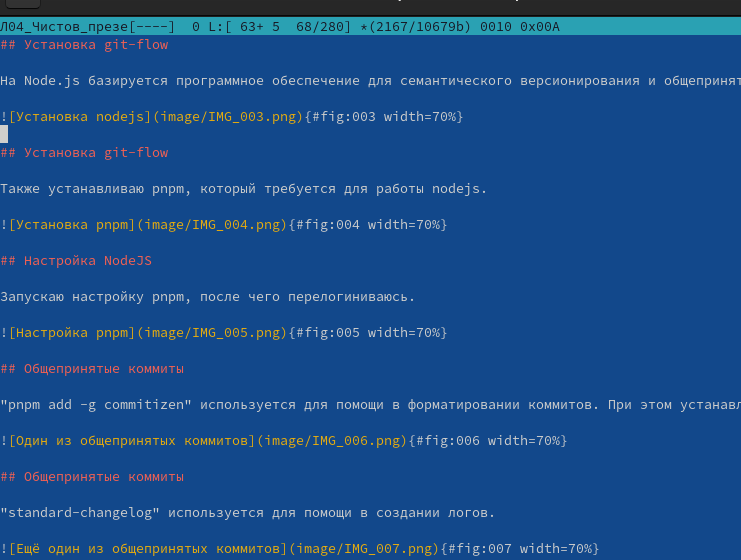 Л04_Чистов_презе[----]  0 L:[ 63+ 5  68/280] *(2167/10679b) 0010 0x00A
## Установка git-flow
На Node.js базируется программное обеспечение для семантического версионирования и общепринят
![Установка nodejs](image/IMG_003.png){#fig:003 width=70%}
## Установка git-flow
Также устанавливаю pnpm, который требуется для работы nodejs.
![Установка pnpm](image/IMG_004.png){#fig:004 width=70%}
## Настройка NodeJS
Запускаю настройку pnpm, после чего перелогиниваюсь.
![Настройка pnpm](image/IMG_005.png){#fig:005 width=70%}
## Общепринятые коммиты
"pnpm add -g commitizen" используется для помощи в форматировании коммитов. При этом устанавл
![Один из общепринятых коммитов](image/IMG_006.png){#fig:006 width=70%}
## Общепринятые коммиты
"standard-changelog" используется для помощи в создании логов.
![Ещё один из общепринятых коммитов](image/IMG_007.png){#fig:007 width=70%}